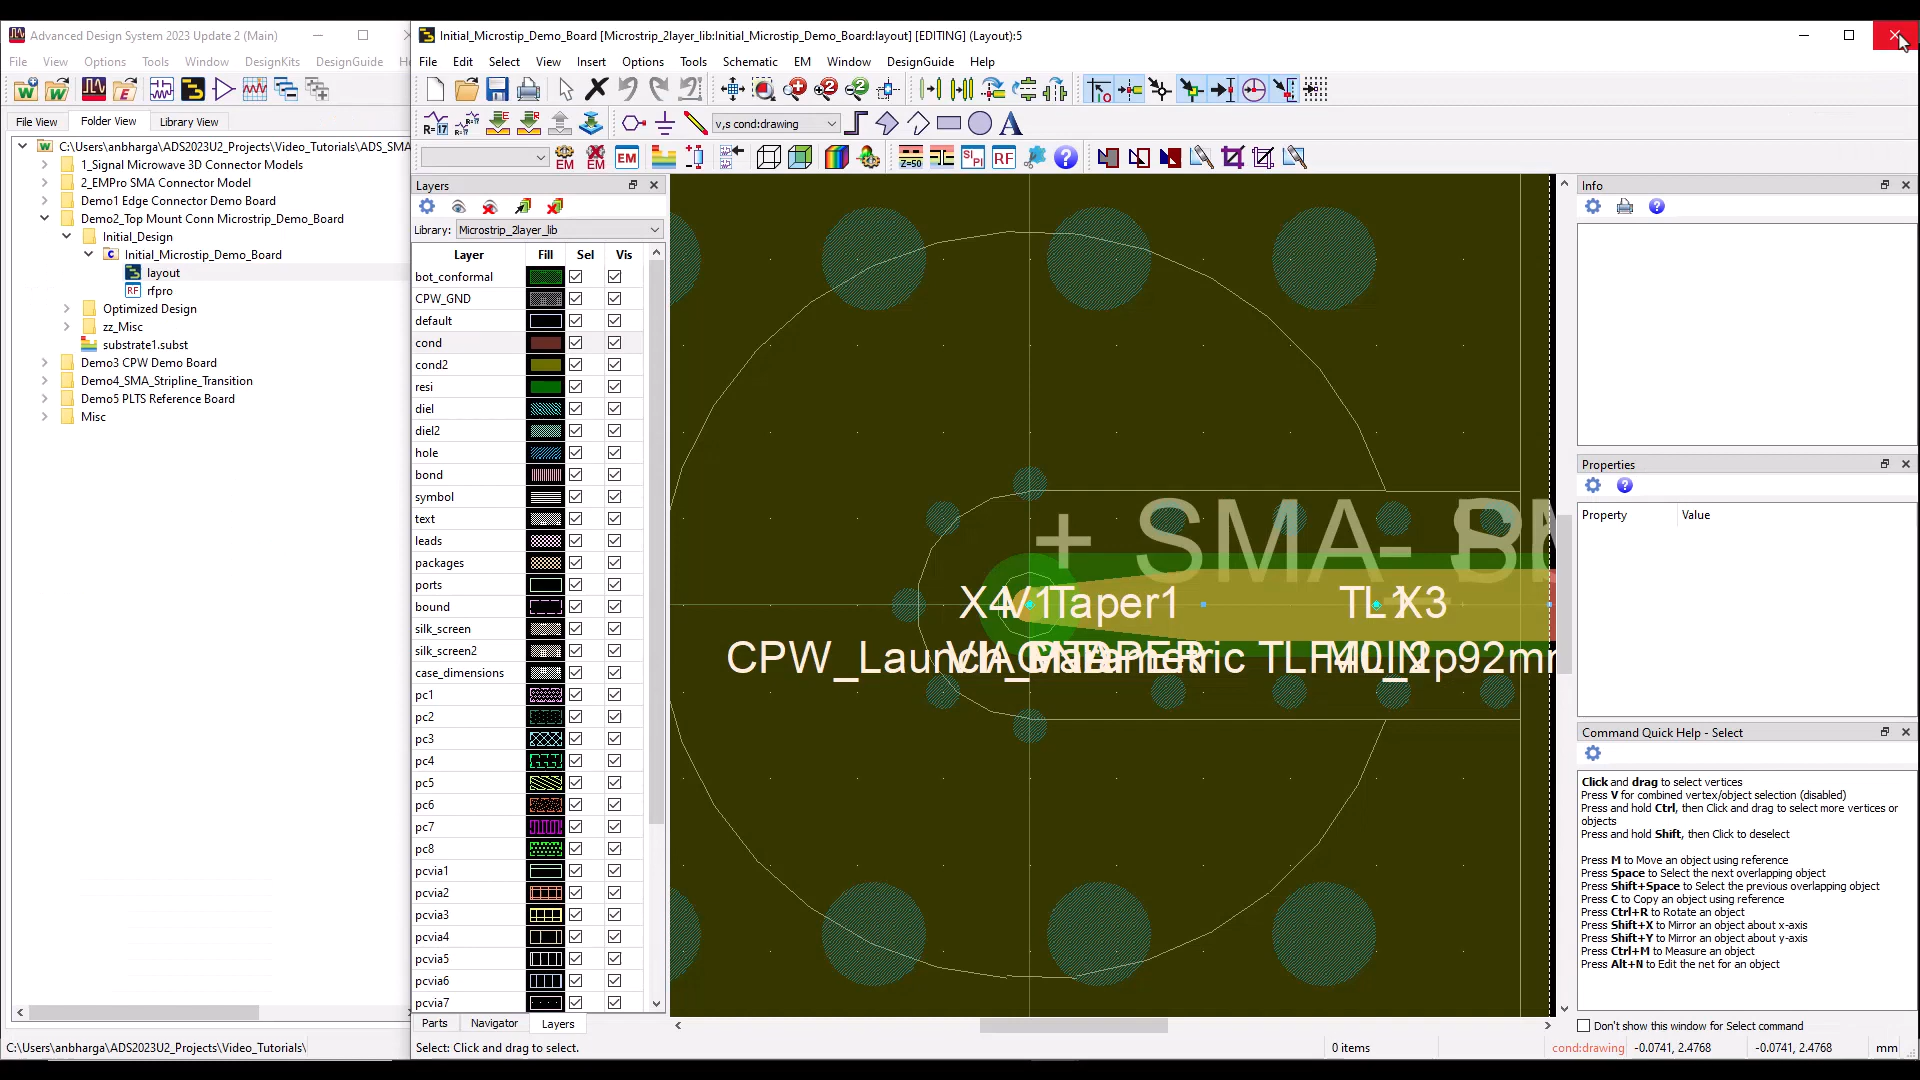 Advanced Design System 2023 Update 2 (Main)
File View Options Tools Window DesignKits DesignGuide
File View Folder View Library View
C:\Users\anbharga\ADS2023U2_Projects\Video_Tutorials\ADS_SMA
1_Signal Microwave 3D Connector Models
2_EMPro SMA Connector Model
Demo1 Edge Connector Demo Board
Demo2_Top Mount Conn Microstrip_Demo_Board
Initial_Design
Initial_Microstip_Demo_Board
layout
rfpro
Optimized Design
zz_Misc
substrate1.subst
Demo3 CPW Demo Board
Demo4_SMA_Stripline_Transition
Demo5 PLTS Reference Board
Misc
C:\Users\anbharga\ADS2023U2_Projects\Video_Tutorials\
Initial_Microstip_Demo_Board [Microstrip_2layer_lib:Initial_Microstip_Demo_Board:layout] [EDITING] (Layout):5
File Edit Select View Insert Options Tools Schematic EM Window DesignGuide Help
v,s cond:drawing
EM EM EM Z=50 RF
Layers
Library: Microstrip_2layer_lib
Layer Fill Sel Vis
bot_conformal
CPW_GND
default
cond
cond2
resi
diel
diel2
hole
bond
symbol
text
leads
packages
ports
bound
silk_screen
silk_screen2
case_dimensions
pc1
pc2
pc3
pc4
pc5
pc6
pc7
pc8
pcvia1
pcvia2
pcvia3
pcvia4
pcvia5
pcvia6
pcvia7
Parts Navigator Layers
+ SMA-
X4 V1 Taper1 TL1 X3
Info
Properties
Property Value
Command Quick Help - Select
Click and drag to select vertices
Press V for combined vertex/object selection (disabled)
Press and hold Ctrl, then Click and drag to select more vertices or
objects
Press and hold Shift, then Click to deselect
Press M to Move an object using reference
Press Space to Select the next overlapping object
Press Shift+Space to Select the previous overlapping object
Press C to Copy an object using reference
Press Ctrl+R to Rotate an object
Press Shift+X to Mirror an object about x-axis
Press Shift+Y to Mirror an object about y-axis
Press Ctrl+M to Measure an object
Press Alt+N to Edit the net for an object
Don't show this window for Select command
Select: Click and drag to select. 0 items cond:drawing -0.0741, 2.4768 -0.0741, 2.4768 mm